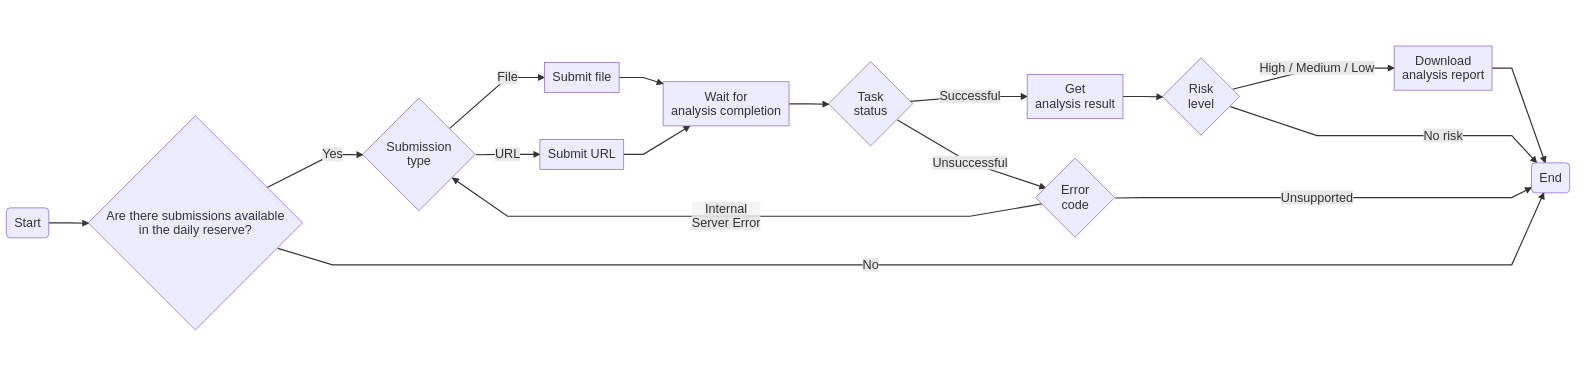 Start
Are there submissions available
in the daily reserve?
Yes
No
Submission
type
File
URL
Submit file
Submit URL
Wait for
analysis completion
Task
status
Successful
Unsuccessful
Get
analysis result
Error
code
Internal
Server Error
Unsupported
Risk
level
High / Medium / Low
No risk
Download
analysis report
End